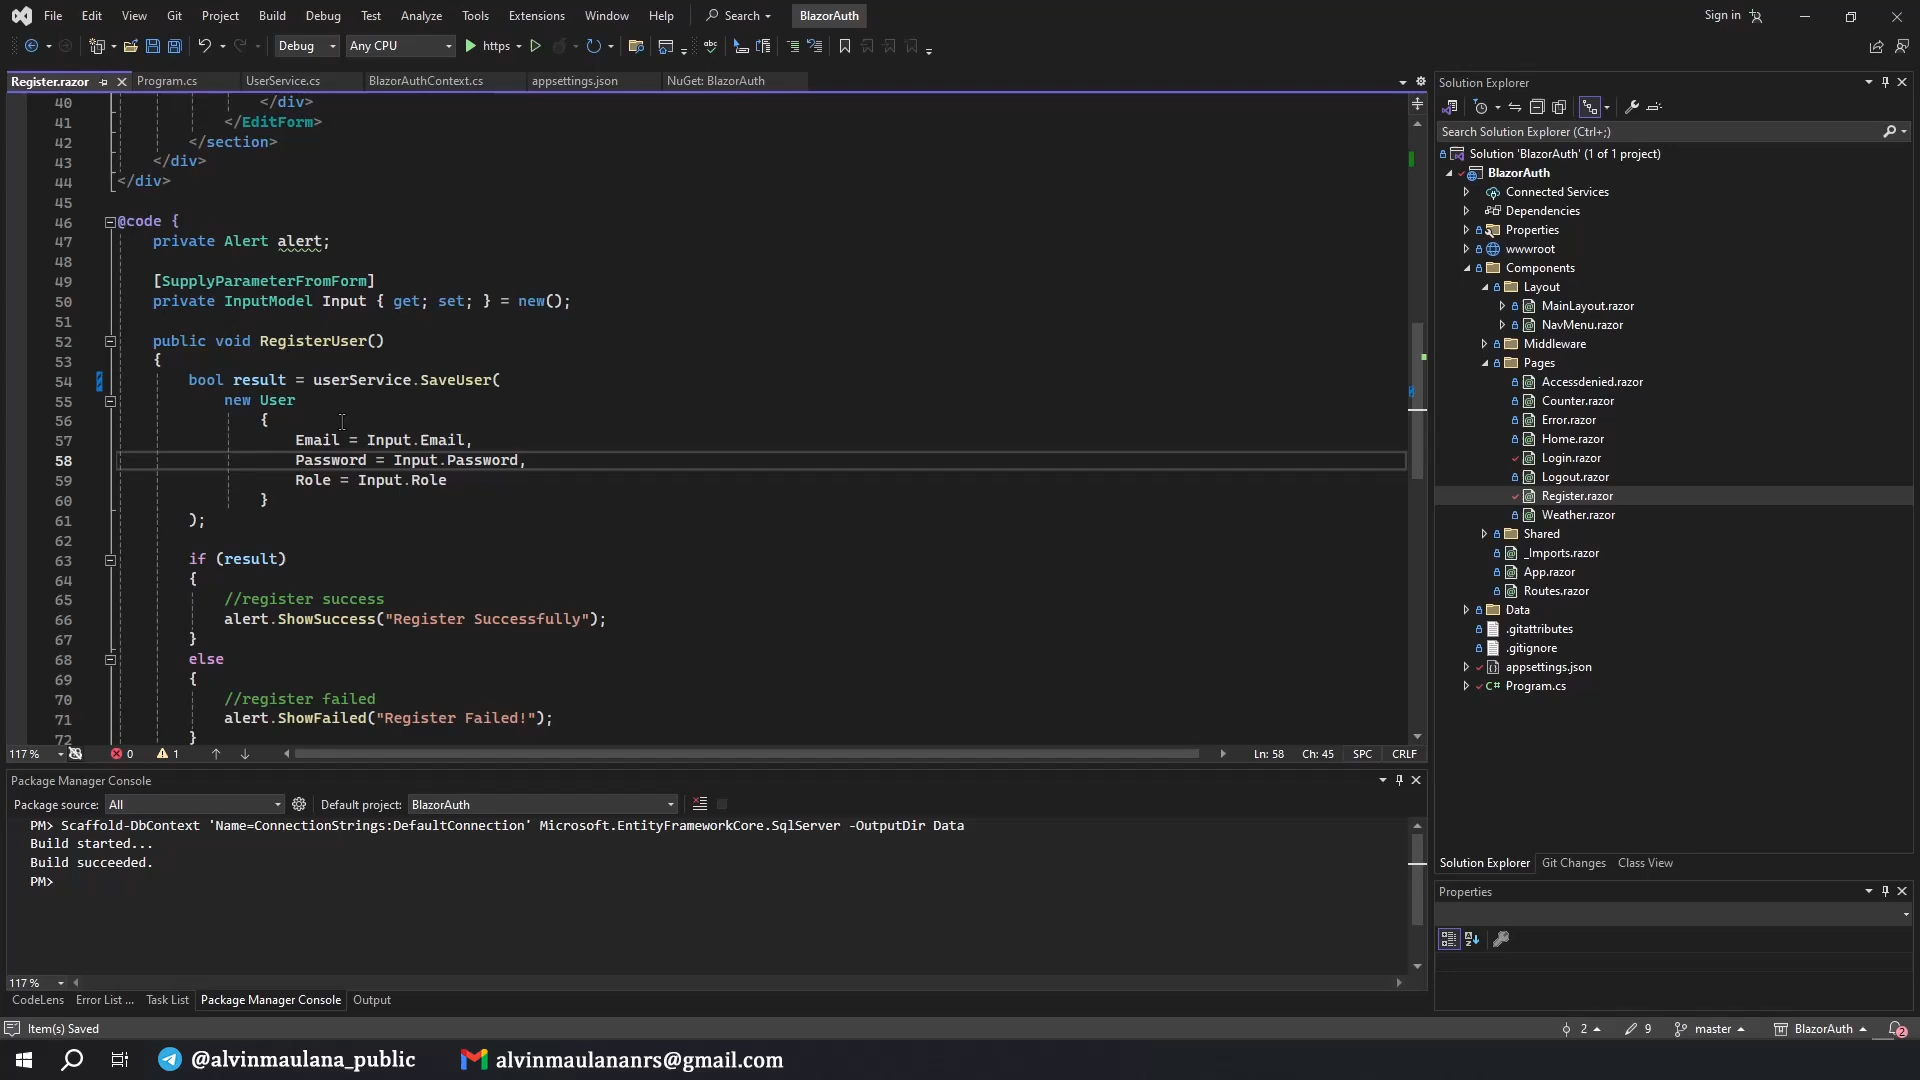 File Edit View Git Project Build Debug Test Analyze Tools Extensions Window Help Search BlazorAuth Sign in
Debug Any CPU https
Register.razor Program.cs UserService.cs BlazorAuthContext.cs appsettings.json NuGet: BlazorAuth
40 </div>
41 </EditForm>
42 </section>
43 </div>
44 </div>
45
46 @code {
47 private Alert alert;
48
49 [SupplyParameterFromForm]
50 private InputModel Input { get; set; } = new();
51
52 public void RegisterUser()
53 {
54 bool result = userService.SaveUser(
55 new User
56 {
57 Email = Input.Email,
58 Password = Input.Password,
59 Role = Input.Role
60 }
61 );
62
63 if (result)
64 {
65 //register success
66 alert.ShowSuccess("Register Successfully");
67 }
68 else
69 {
70 //register failed
71 alert.ShowFailed("Register Failed!");
72 }
117 % 0 1 Ln: 58 Ch: 45 SPC CRLF
Package Manager Console
Package source: All Default project: BlazorAuth
PM> Scaffold-DbContext 'Name=ConnectionStrings:DefaultConnection' Microsoft.EntityFrameworkCore.SqlServer -OutputDir Data
Build started...
Build succeeded.
PM>
117 %
CodeLens Error List ... Task List Package Manager Console Output
Solution Explorer
Search Solution Explorer (Ctrl+;)
Solution 'BlazorAuth' (1 of 1 project)
BlazorAuth
Connected Services
Dependencies
Properties
wwwroot
Components
Layout
MainLayout.razor
NavMenu.razor
Middleware
Pages
Accessdenied.razor
Counter.razor
Error.razor
Home.razor
Login.razor
Logout.razor
Register.razor
Weather.razor
Shared
_Imports.razor
App.razor
Routes.razor
Data
.gitattributes
.gitignore
appsettings.json
C# Program.cs
Solution Explorer Git Changes Class View
Properties
Item(s) Saved 2 9 master BlazorAuth 2
@alvinmaulana_public alvinmaulananrs@gmail.com